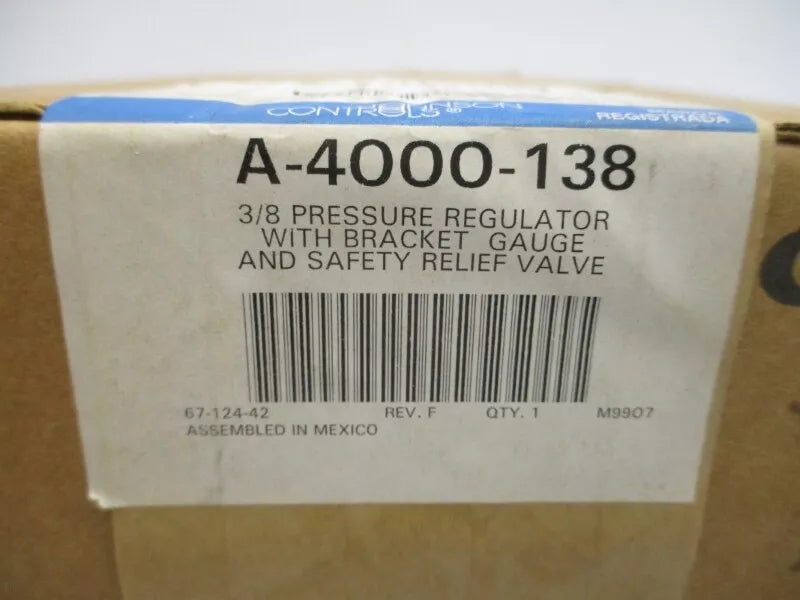 CONTROLS®
REGISTRADA
A-4000-138
3/8 PRESSURE REGULATOR
WITH BRACKET GAUGE
AND SAFETY RELIEF VALVE
67-124-42 REV. F QTY. 1 M9907
ASSEMBLED IN MEXICO